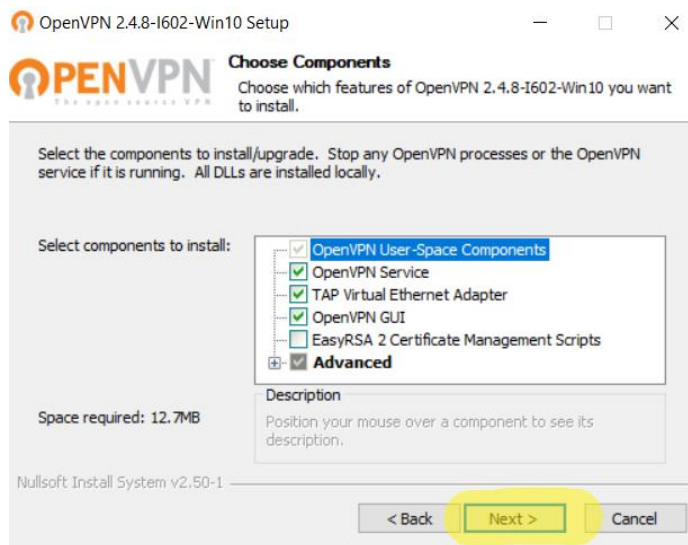 OpenVPN 2.4.8-I602-Win10 Setup
OPENVPN
The open source VPN
Choose Components
Choose which features of OpenVPN 2.4.8-I602-Win10 you want
to install.
Select the components to install/upgrade. Stop any OpenVPN processes or the OpenVPN
service if it is running. All DLLs are installed locally.
Select components to install:
OpenVPN User-Space Components
OpenVPN Service
TAP Virtual Ethernet Adapter
OpenVPN GUI
EasyRSA 2 Certificate Management Scripts
Advanced
Space required: 12.7MB
Description
Position your mouse over a component to see its
description.
Nullsoft Install System v2.50-1
< Back Next > Cancel